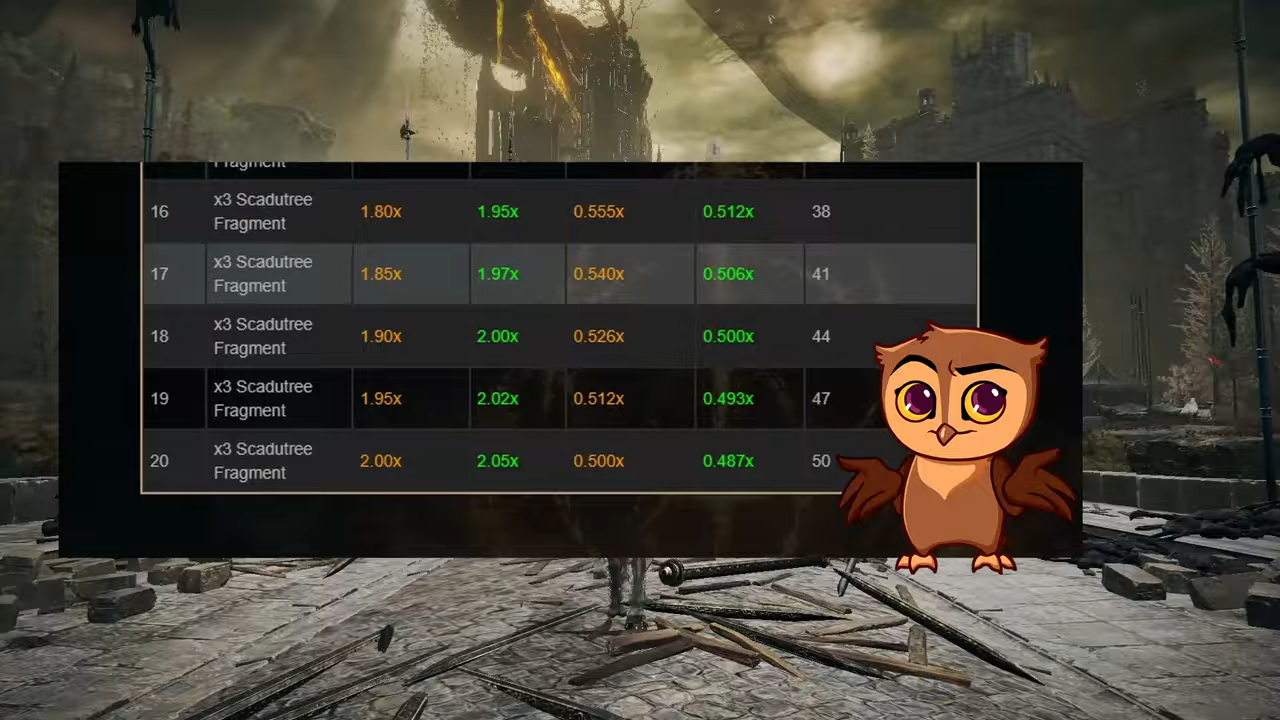 Fragment
16 x3 Scadutree Fragment 1.80x 1.95x 0.555x 0.512x 38
17 x3 Scadutree Fragment 1.85x 1.97x 0.540x 0.506x 41
18 x3 Scadutree Fragment 1.90x 2.00x 0.526x 0.500x 44
19 x3 Scadutree Fragment 1.95x 2.02x 0.512x 0.493x 47
20 x3 Scadutree Fragment 2.00x 2.05x 0.500x 0.487x 50